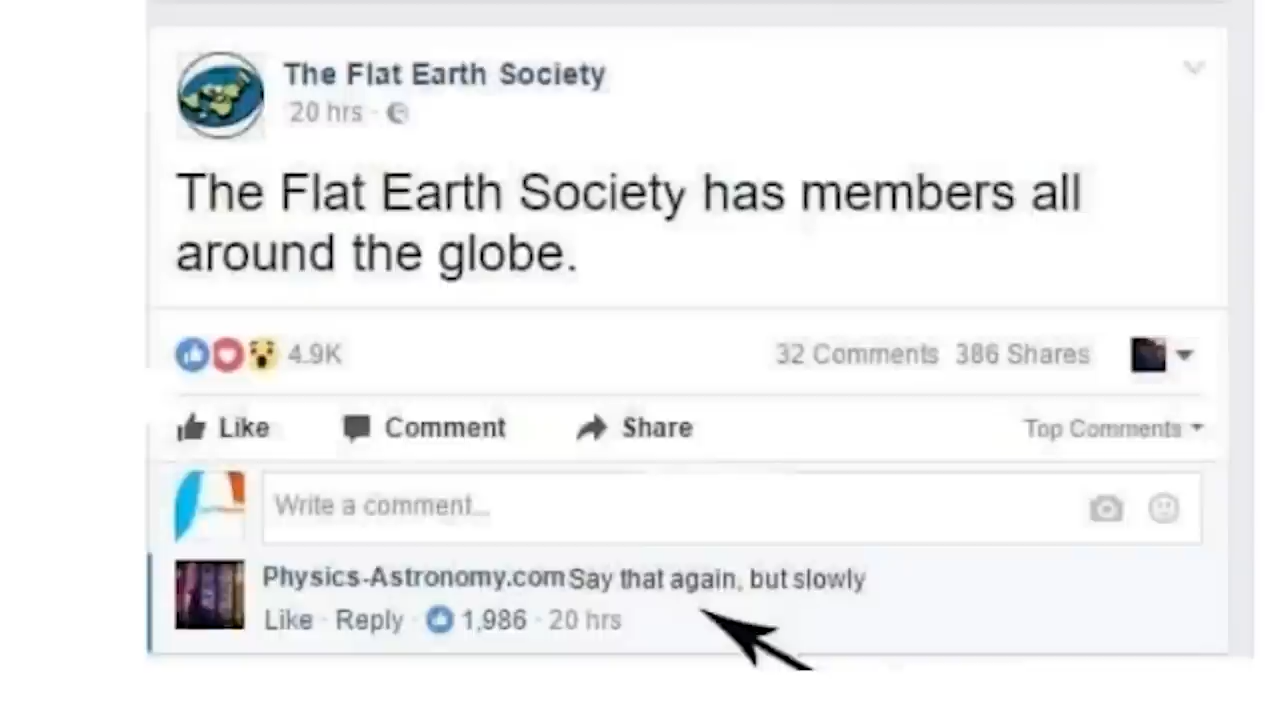 The Flat Earth Society
20 hrs ·
The Flat Earth Society has members all
around the globe.
4.9K 32 Comments 386 Shares
Like Comment Share Top Comments
Write a comment...
Physics-Astronomy.com Say that again, but slowly
Like · Reply · 1,986 · 20 hrs